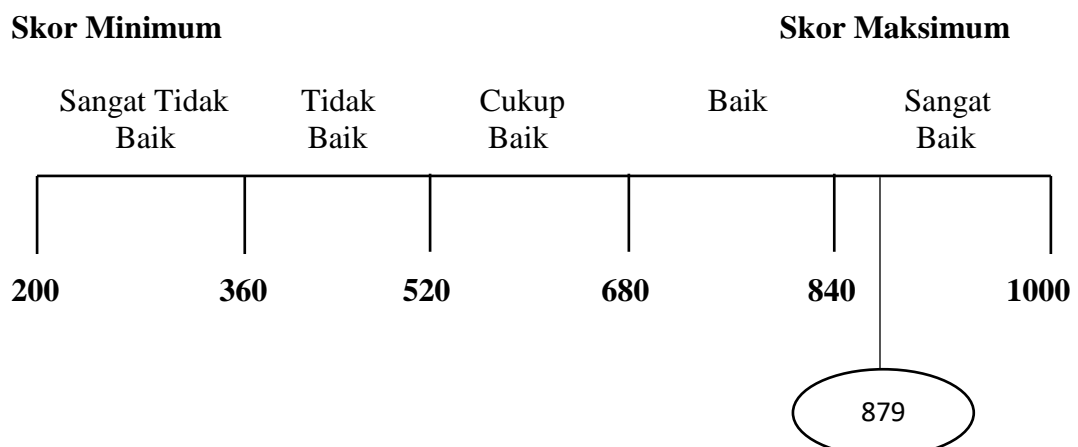 Skor Minimum Skor Maksimum
Sangat Tidak Tidak Cukup Baik Sangat
Baik Baik Baik Baik
200 360 520 680 840 1000
879